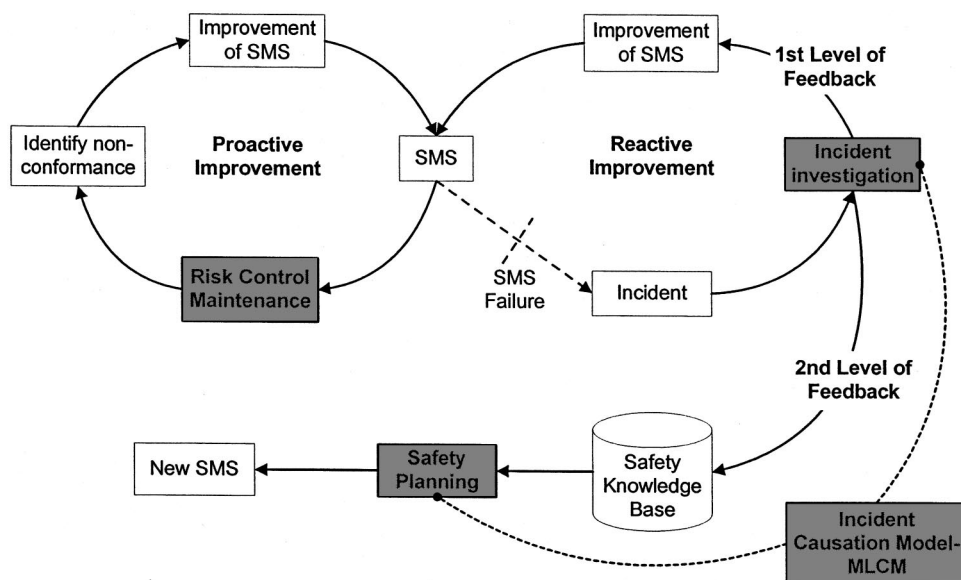 Improvement
of SMS
Improvement
of SMS
1st Level of
Feedback
Identify non-
conformance
Proactive
Improvement
SMS
Reactive
Improvement
Incident
investigation
Risk Control
Maintenance
SMS
Failure
Incident
2nd Level of
Feedback
New SMS
Safety
Planning
Safety
Knowledge
Base
Incident
Causation Model-
MLCM